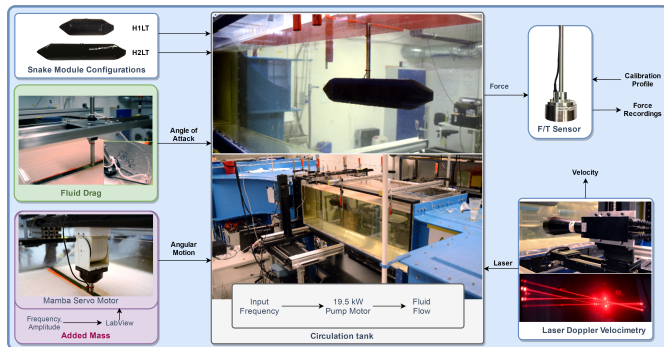 H1LT
H2LT
Snake Module Configurations
Angle of
Attack
Fluid Drag
Angular
Motion
Mamba Servo Motor
Frequency,
Amplitude
LabView
Added Mass
Input
Frequency
19.5 kW
Pump Motor
Fluid
Flow
Circulation tank
Force
F/T Sensor
Calibration
Profile
Force
Recordings
Velocity
Laser
Laser Doppler Velocimetry